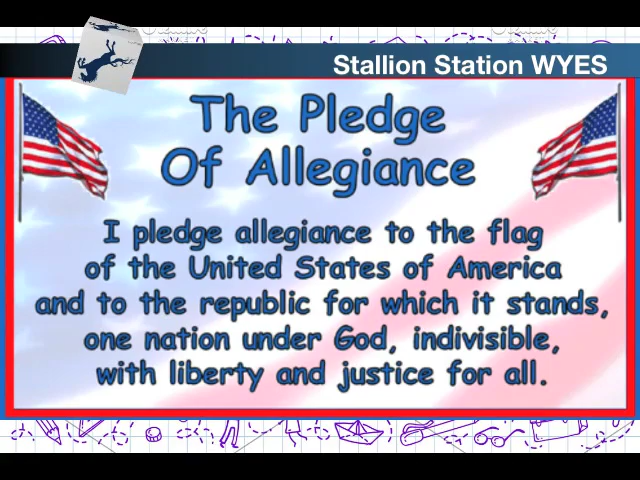 Stallion Station WYES
The Pledge
Of Allegiance
I pledge allegiance to the flag
of the United States of America
and to the republic for which it stands,
one nation under God, indivisible,
with liberty and justice for all.